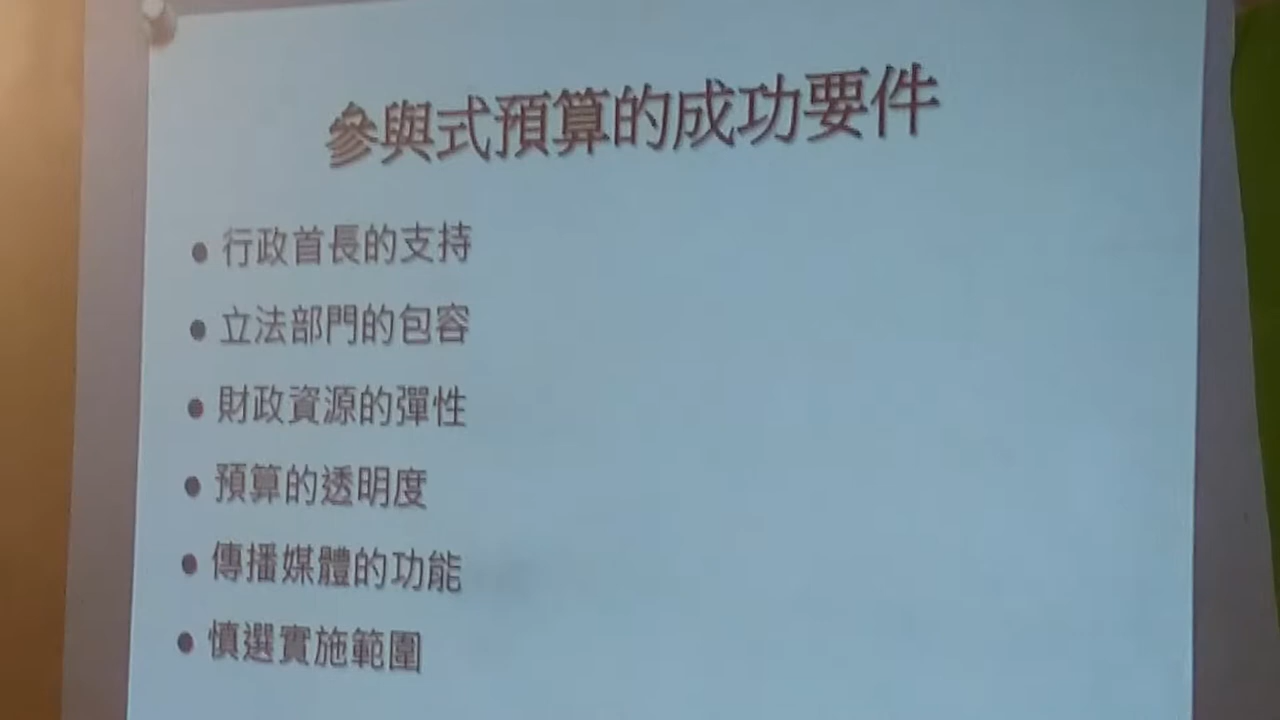 參與式預算的成功要件
• 行政首長的支持
• 立法部門的包容
• 財政資源的彈性
• 預算的透明度
• 傳播媒體的功能
• 慎選實施範圍